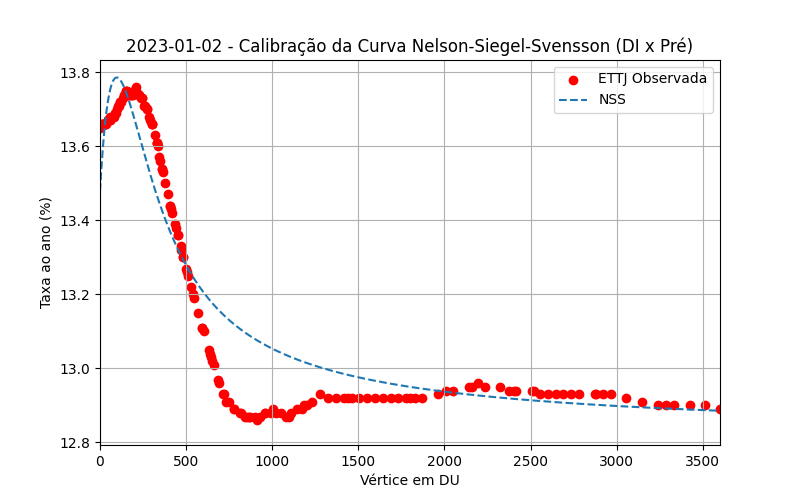 2023-01-02 - Calibração da Curva Nelson-Siegel-Svensson (DI x Pré)
ETTJ Observada
NSS
Taxa ao ano (%)
13.8
13.6
13.4
13.2
13.0
12.8
0 500 1000 1500 2000 2500 3000 3500
Vértice em DU